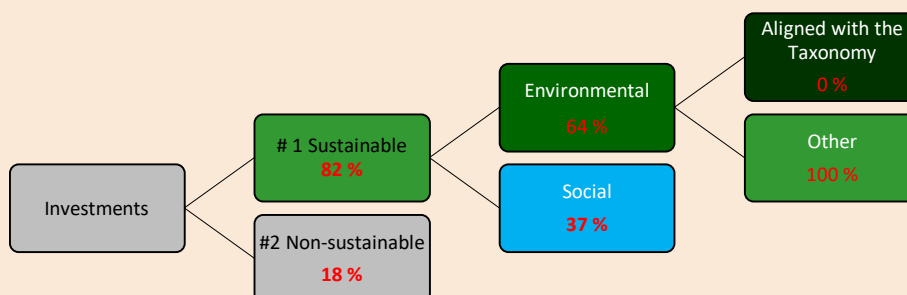 Investments
# 1 Sustainable
82 %
#2 Non-sustainable
18 %
Environmental
64 %
Social
37 %
Aligned with the
Taxonomy
0 %
Other
100 %